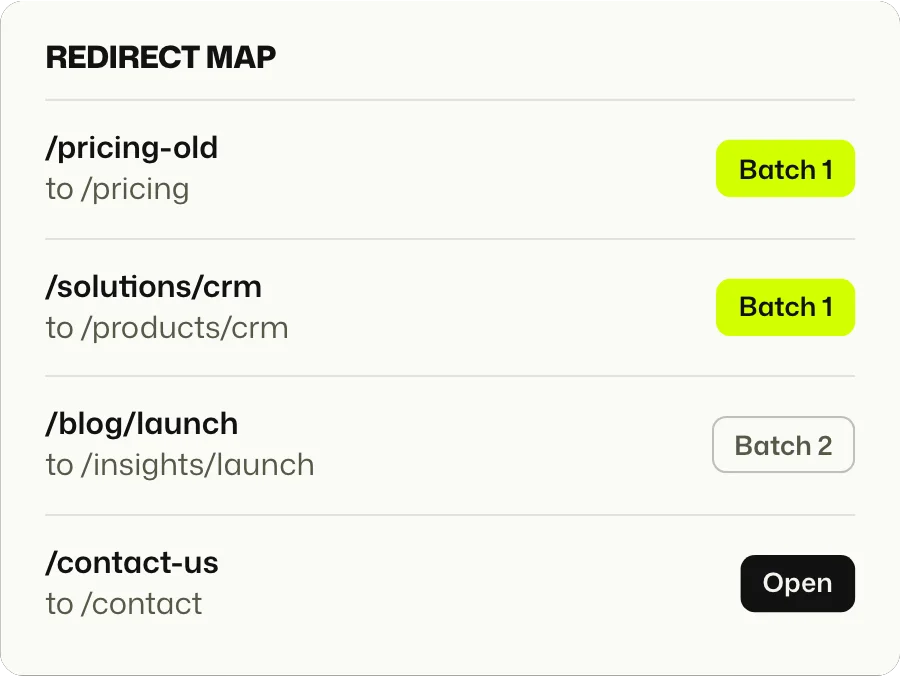 REDIRECT MAP
/pricing-old
to /pricing
Batch 1
/solutions/crm
to /products/crm
Batch 1
/blog/launch
to /insights/launch
Batch 2
/contact-us
to /contact
Open